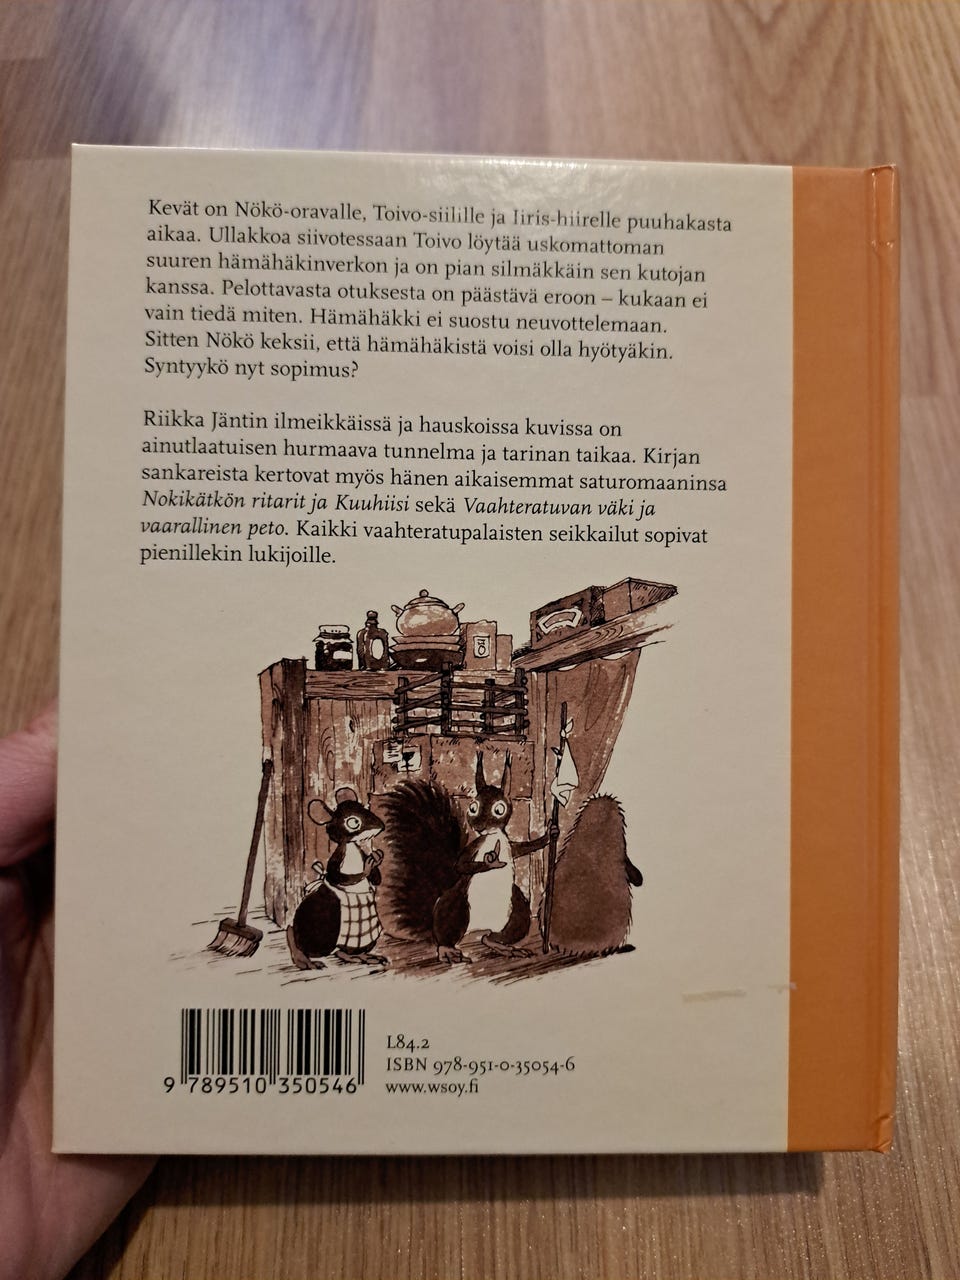 Kevät on Nökö-oravalle, Toivo-siilille ja Iiris-hiirelle puuhakasta
aikaa. Ullakkoa siivotessaan Toivo löytää uskomattoman
suuren hämähäkinverkon ja on pian silmäkkäin sen kutojan
kanssa. Pelottavasta otuksesta on päästävä eroon – kukaan ei
vain tiedä miten. Hämähäkki ei suostu neuvottelemaan.
Sitten Nökö keksii, että hämähäkistä voisi olla hyötyäkin.
Syntyykö nyt sopimus?
Riikka Jäntin ilmeikkäissä ja hauskoissa kuvissa on
ainutlaatuisen hurmaava tunnelma ja tarinan taikaa. Kirjan
sankareista kertovat myös hänen aikaisemmat saturomaaninsa
Nokikätkön ritarit ja Kuuhiisi sekä Vaahteratuvan väki ja
vaarallinen peto. Kaikki vaahteratupalaisten seikkailut sopivat
pienillekin lukijoille.
L84.2
ISBN 978-951-0-35054-6
www.wsoy.fi
9 789510 350546